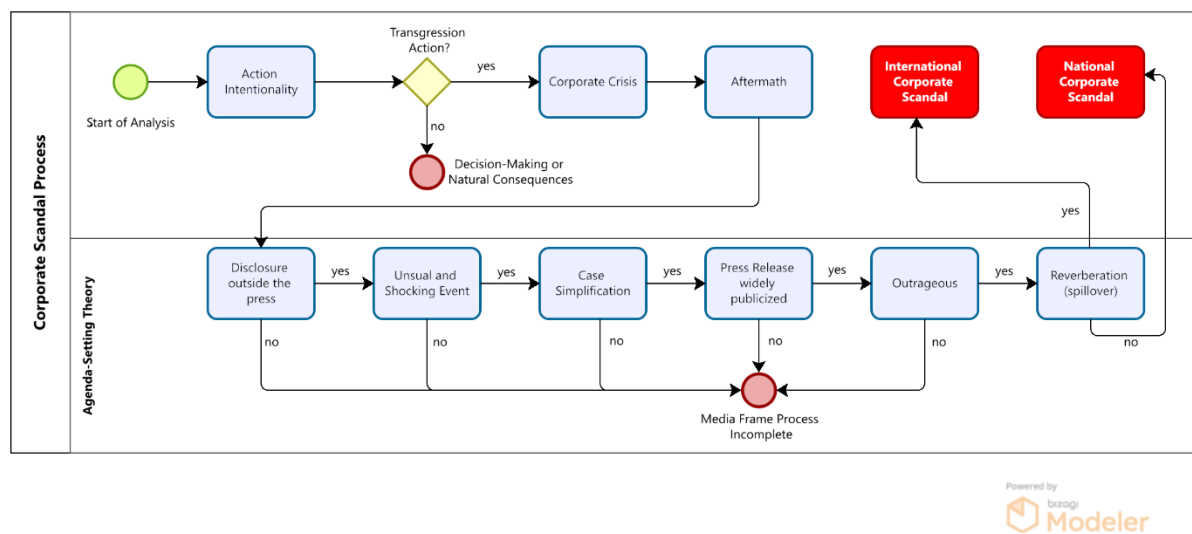 Corporate Scandal Process
Transgression
Action?
Start of Analysis
Action
Intentionality
yes
no
Decision-Making or
Natural Consequences
Corporate Crisis
Aftermath
International
Corporate
Scandal
National
Corporate
Scandal
yes
Agenda-Setting Theory
Disclosure
outside the
press
yes
no
Unsual and
Shocking Event
yes
no
Case
Simplification
yes
no
Press Release
widely
publicized
yes
no
Outrageous
yes
no
Reverberation
(spillover)
no
Media Frame Process
Incomplete
Powered by
bizagi
Modeler